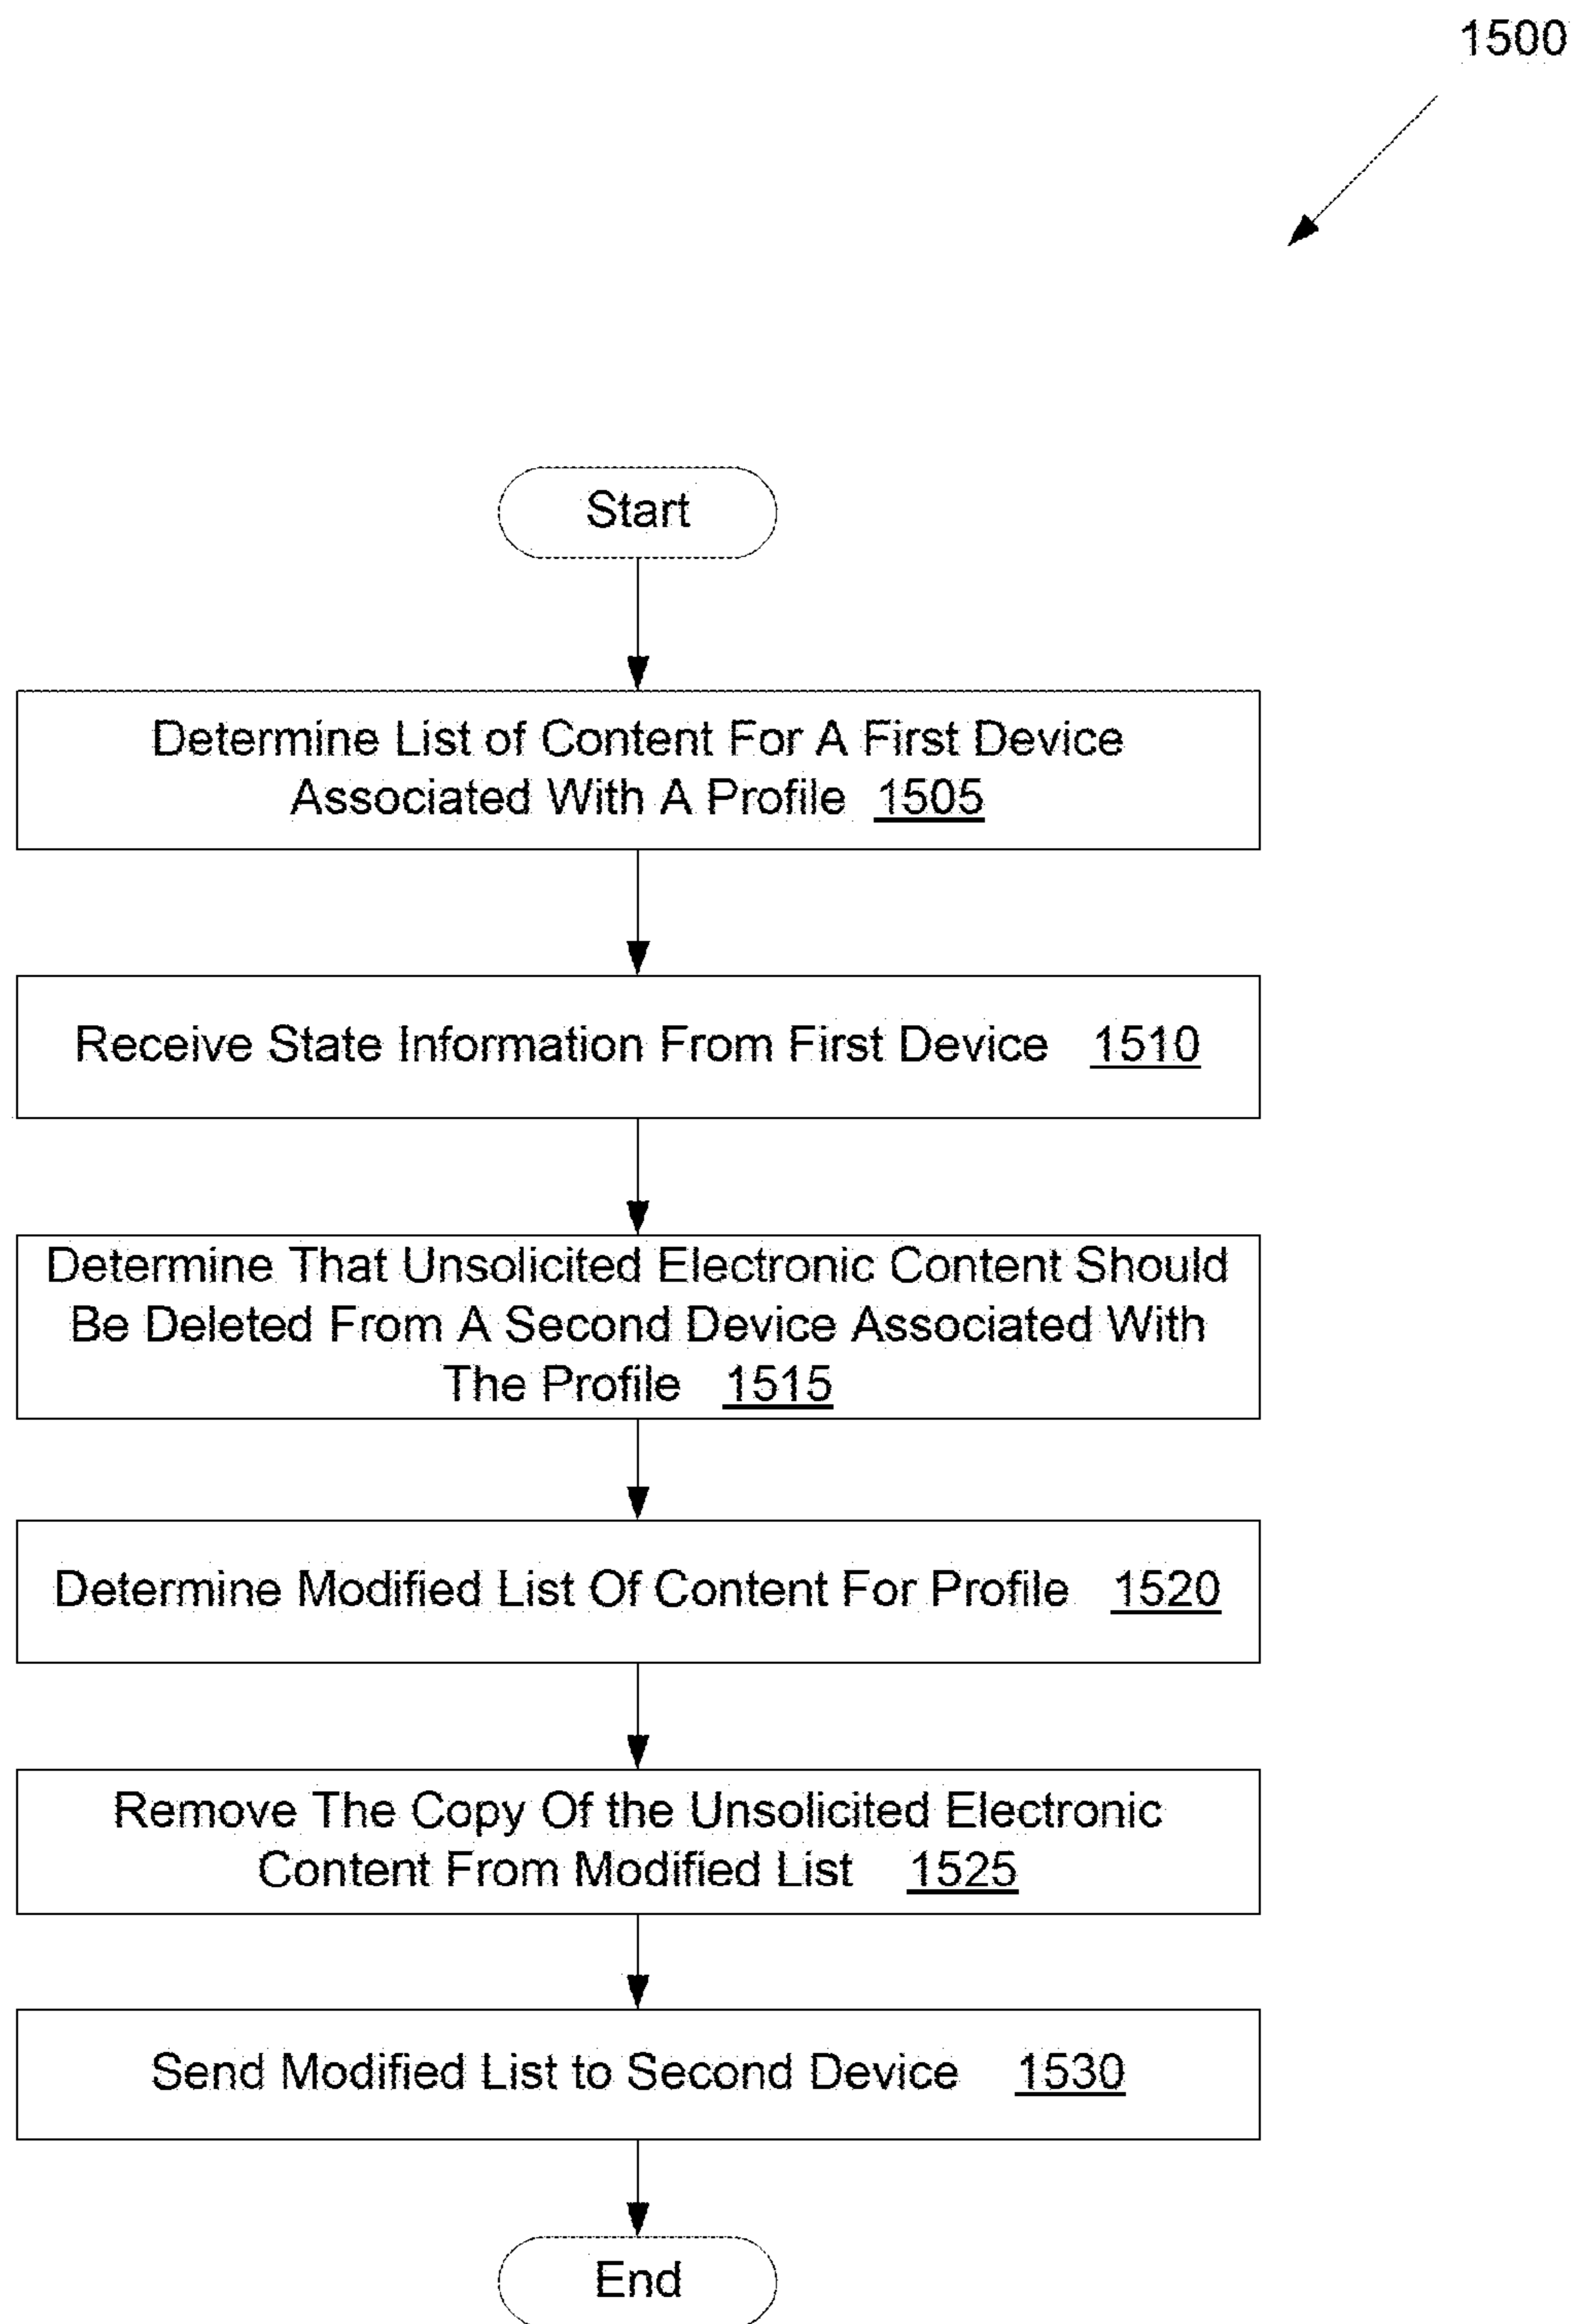 1500
Start
Determine List of Content For A First Device
Associated With A Profile 1505
Receive State Information From First Device 1510
Determine That Unsolicited Electronic Content Should
Be Deleted From A Second Device Associated With
The Profile 1515
Determine Modified List Of Content For Profile 1520
Remove The Copy Of the Unsolicited Electronic
Content From Modified List 1525
Send Modified List to Second Device 1530
End